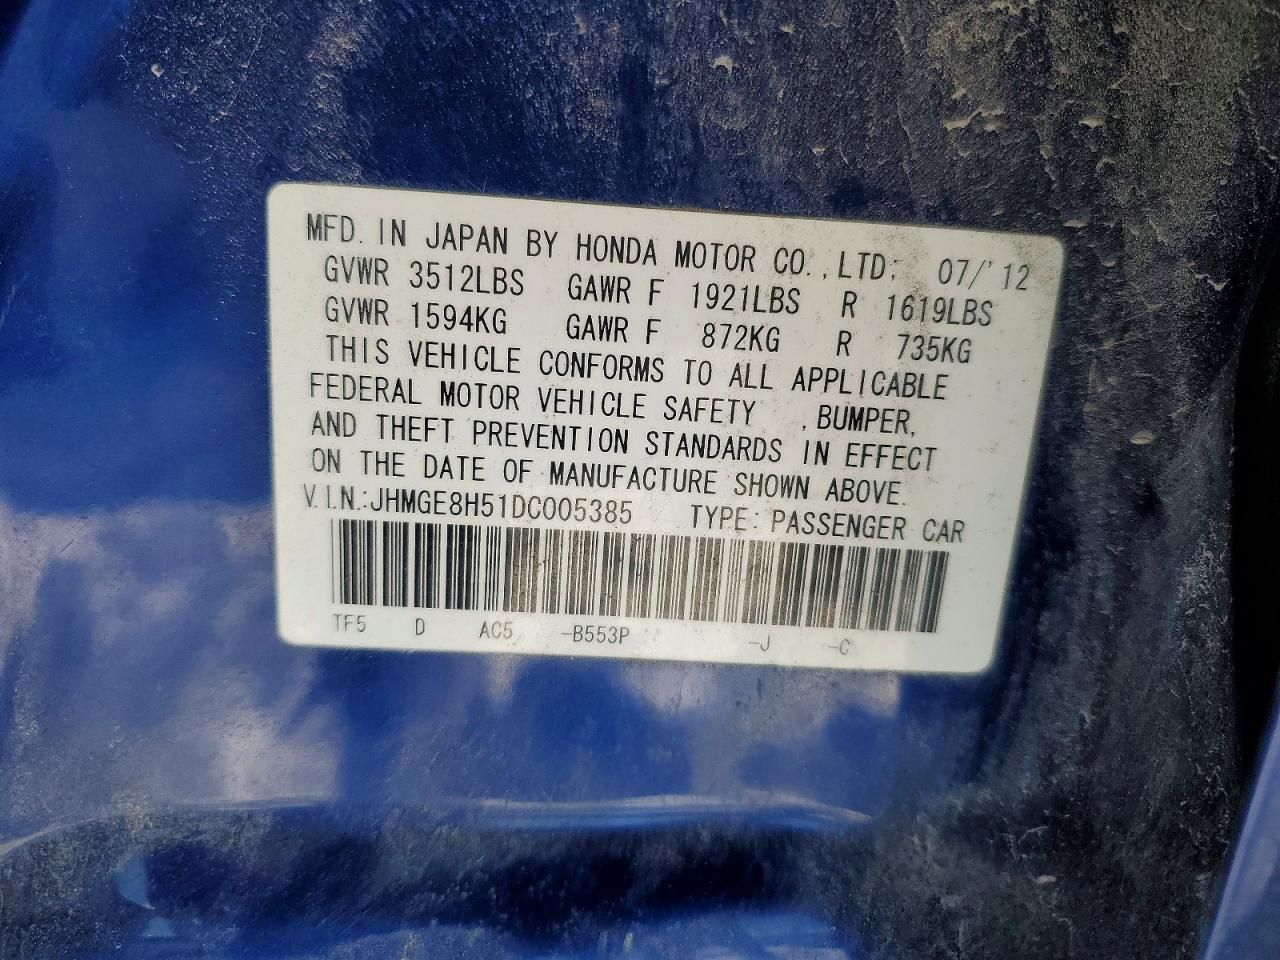 MFD. IN JAPAN BY HONDA MOTOR CO.,LTD; 07/'12
GVWR 3512LBS GAWR F 1921LBS R 1619LBS
GVWR 1594KG GAWR F 872KG R 735KG
THIS VEHICLE CONFORMS TO ALL APPLICABLE
FEDERAL MOTOR VEHICLE SAFETY ,BUMPER,
AND THEFT PREVENTION STANDARDS IN EFFECT
ON THE DATE OF MANUFACTURE SHOWN ABOVE.
V.I.N.:JHMGE8H51DC005385 TYPE: PASSENGER CAR
TF5 D AC5 -B553P -J -C